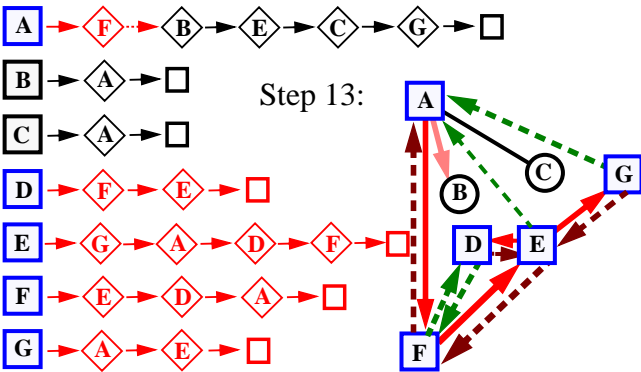 A F B E C G
B A
C A
D F E
E G A D F
F E D A
G A E
Step 13:
A
B
C
G
D
E
F